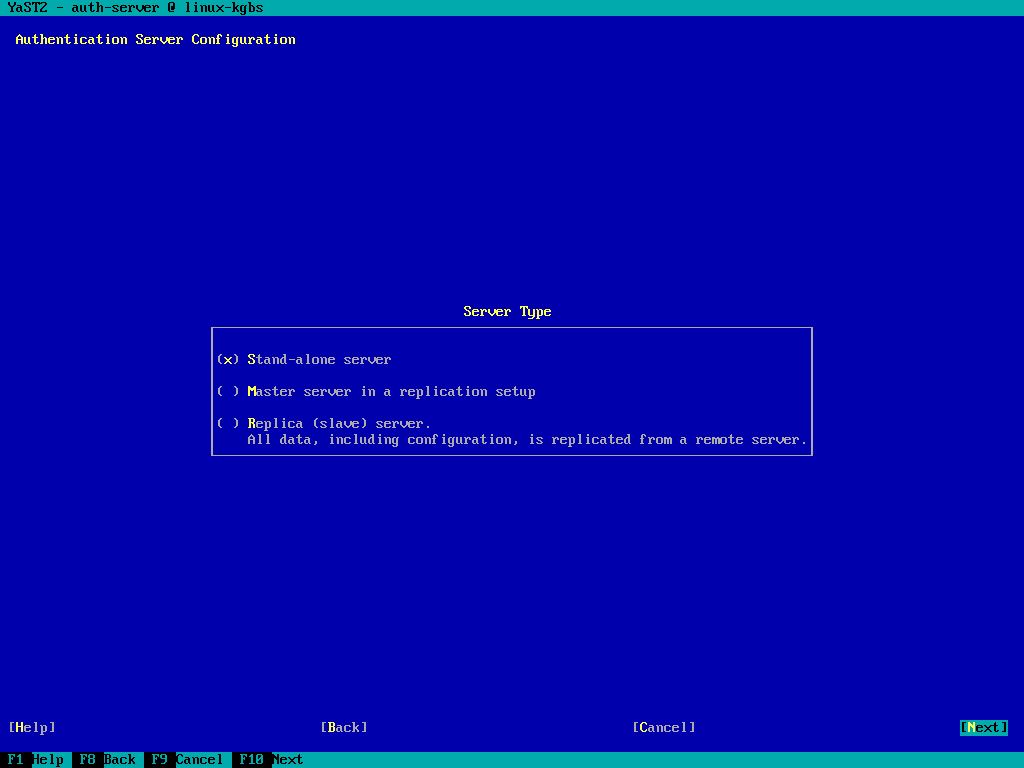 YaST2 - auth-server @ linux-kgbs
Authentication Server Configuration
Server Type
(x) Stand-alone server
( ) Master server in a replication setup
( ) Replica (slave) server.
All data, including configuration, is replicated from a remote server.
[Help] [Back] [Cancel] [Next]
F1 Help F8 Back F9 Cancel F10 Next